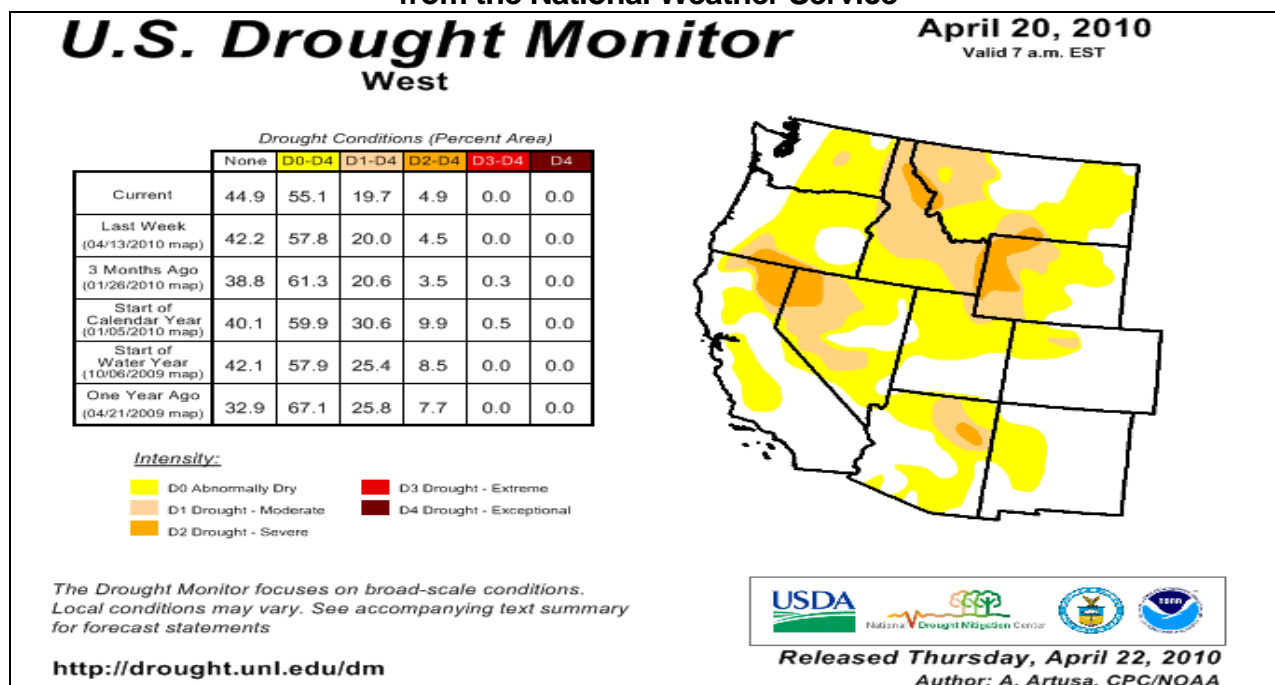 from the National Weather Service
U.S. Drought Monitor
West
April 20, 2010
Valid 7 a.m. EST
Drought Conditions (Percent Area)
None D0-D4 D1-D4 D2-D4 D3-D4 D4
Current 44.9 55.1 19.7 4.9 0.0 0.0
Last Week
(04/13/2010 map) 42.2 57.8 20.0 4.5 0.0 0.0
3 Months Ago
(01/26/2010 map) 38.8 61.3 20.6 3.5 0.3 0.0
Start of
Calendar Year
(01/05/2010 map) 40.1 59.9 30.6 9.9 0.5 0.0
Start of
Water Year
(10/06/2009 map) 42.1 57.9 25.4 8.5 0.0 0.0
One Year Ago
(04/21/2009 map) 32.9 67.1 25.8 7.7 0.0 0.0
Intensity:
D0 Abnormally Dry
D1 Drought - Moderate
D2 Drought - Severe
D3 Drought - Extreme
D4 Drought - Exceptional
The Drought Monitor focuses on broad-scale conditions.
Local conditions may vary. See accompanying text summary
for forecast statements
http://drought.unl.edu/dm
USDA
National Drought Mitigation Center
Released Thursday, April 22, 2010
Author: A. Artusa, CPC/NOAA